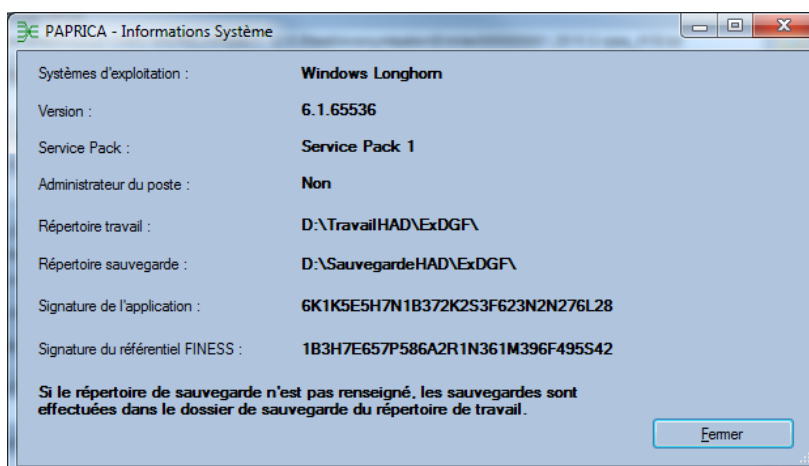 PAPRICA - Informations Système
Systèmes d'exploitation : Windows Longhorn
Version : 6.1.65536
Service Pack : Service Pack 1
Administrateur du poste : Non
Répertoire travail : D:\TravailHAD\ExDGF\
Répertoire sauvegarde : D:\SauvegardeHAD\ExDGF\
Signature de l'application : 6K1K5E5H7N1B372K2S3F623N2N276L28
Signature du référentiel FINESS : 1B3H7E657P586A2R1N361M396F495S42
Si le répertoire de sauvegarde n'est pas renseigné, les sauvegardes sont
effectuées dans le dossier de sauvegarde du répertoire de travail.
Fermer